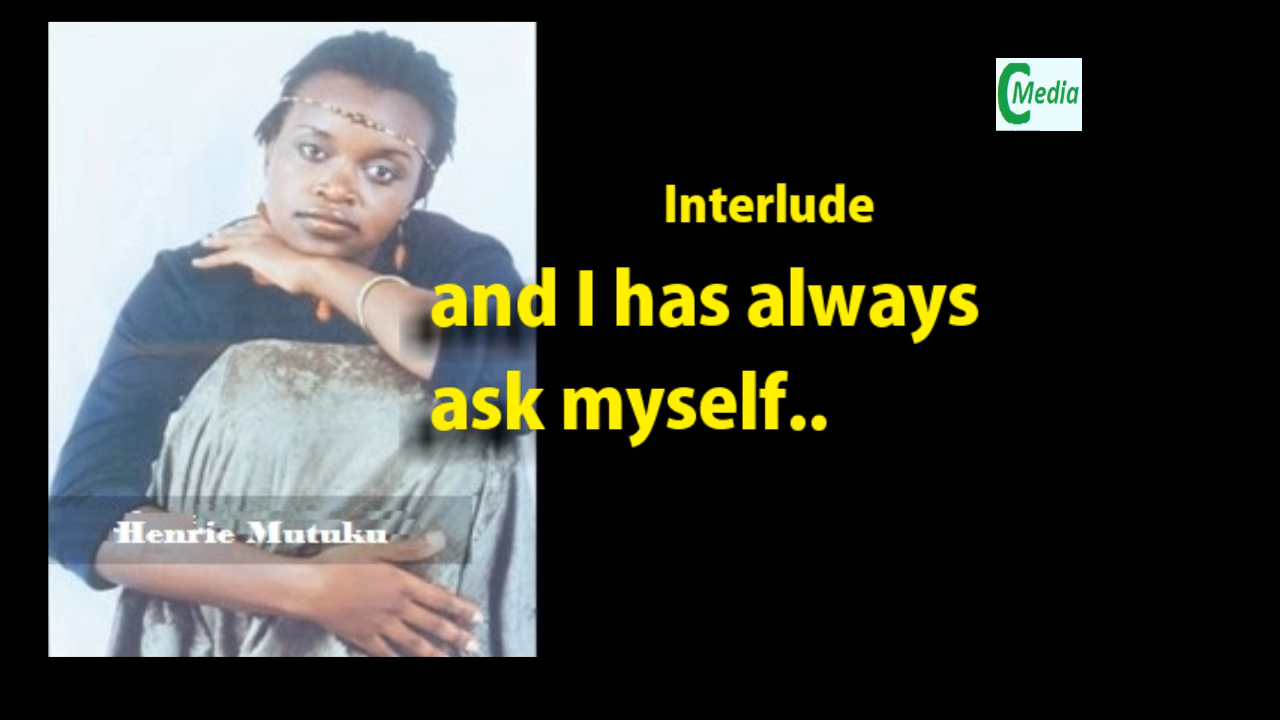 C Media
Interlude
and I has always
ask myself..
Henrie Mutuku